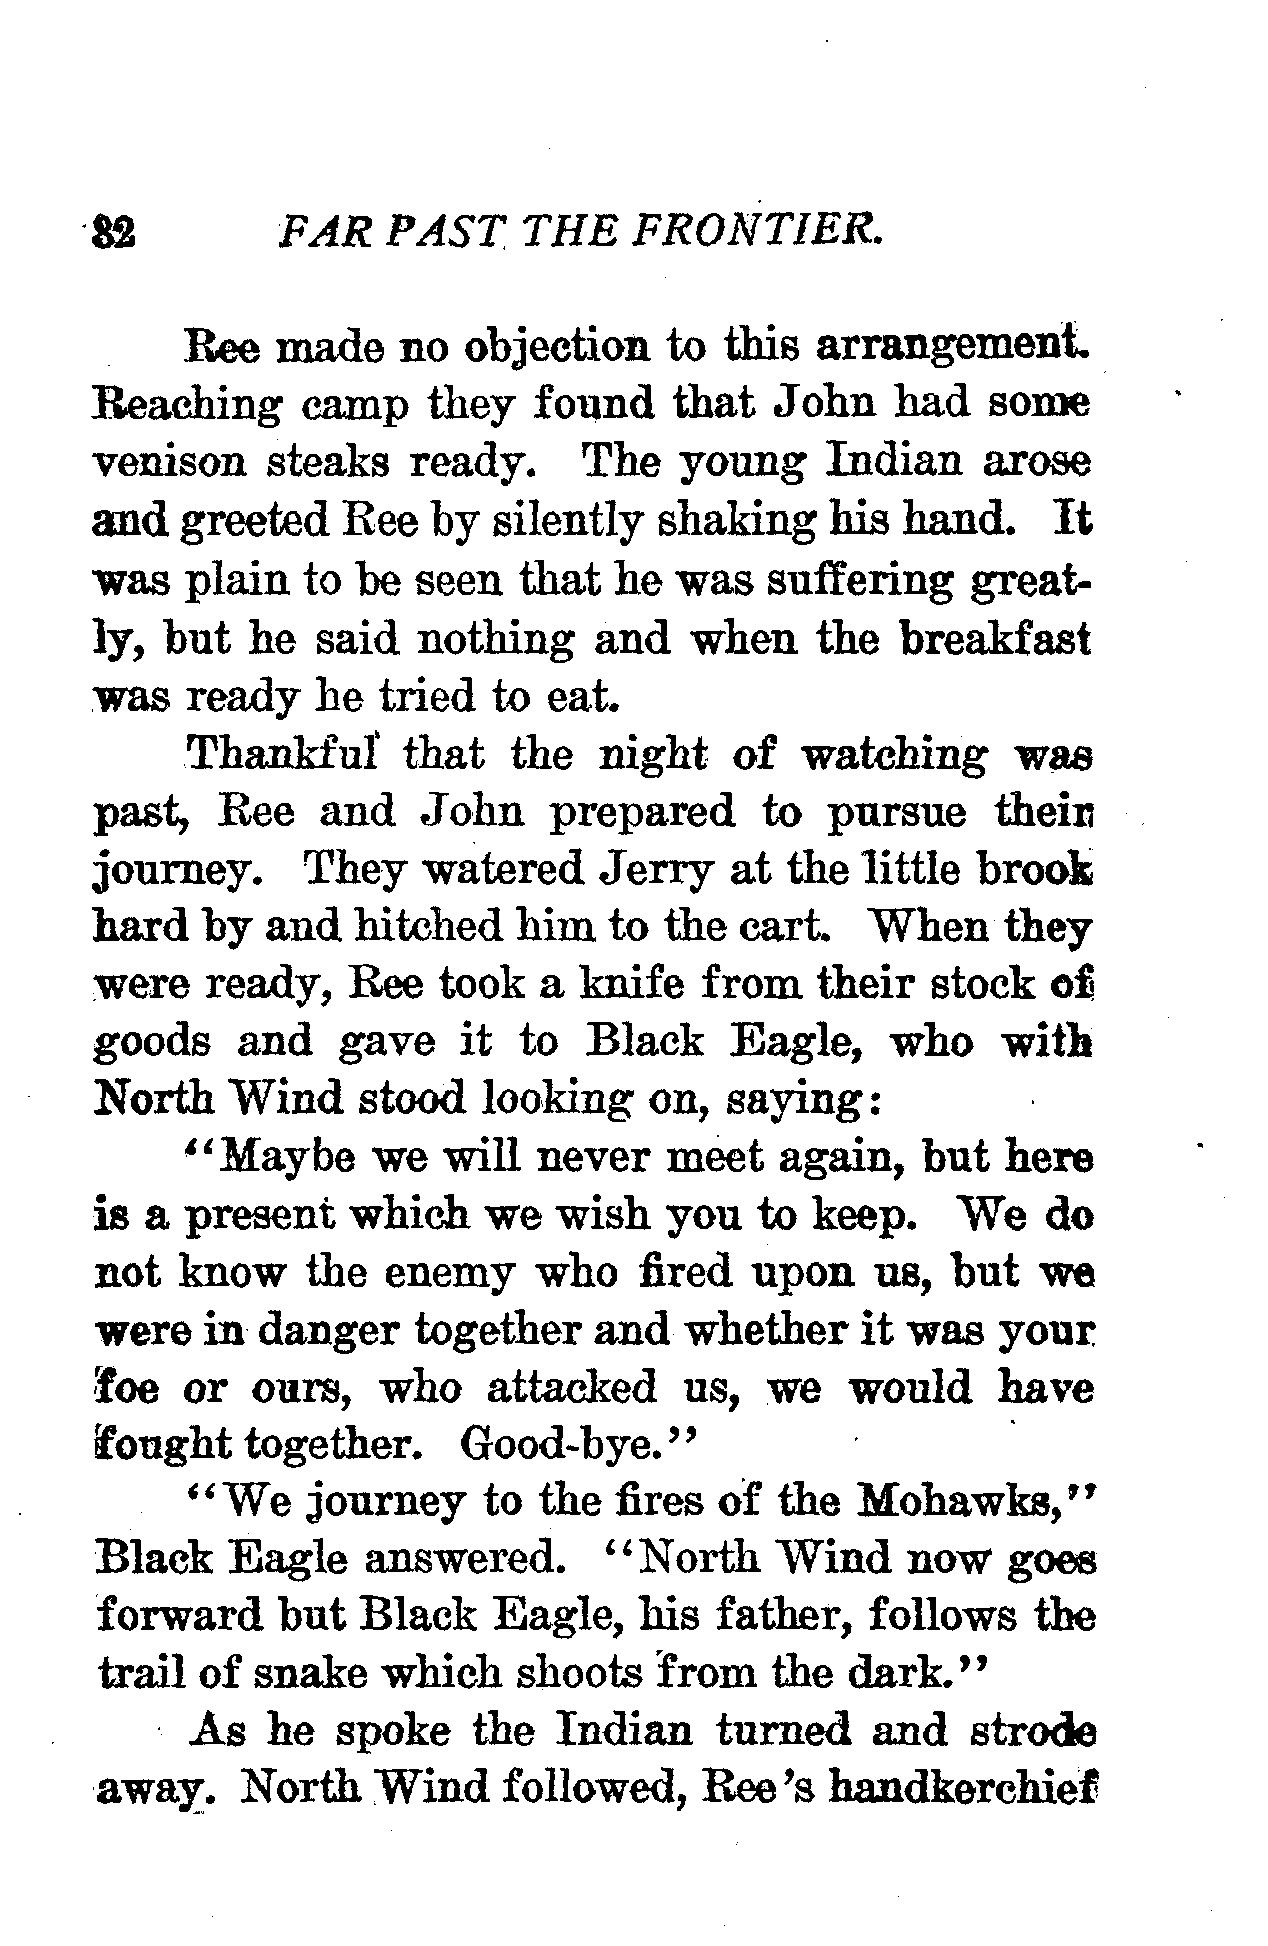 82 FAR PAST THE FRONTIER.
Ree made no objection to this arrangement.
Reaching camp they found that John had some
venison steaks ready. The young Indian arose
and greeted Ree by silently shaking his hand. It
was plain to be seen that he was suffering great-
ly, but he said nothing and when the breakfast
was ready he tried to eat.
Thankful that the night of watching was
past, Ree and John prepared to pursue their
journey. They watered Jerry at the little brook
hard by and hitched him to the cart. When they
were ready, Ree took a knife from their stock of
goods and gave it to Black Eagle, who with
North Wind stood looking on, saying:
"Maybe we will never meet again, but here
is a present which we wish you to keep. We do
not know the enemy who fired upon us, but we
were in danger together and whether it was your
foe or ours, who attacked us, we would have
fought together. Good-bye."
"We journey to the fires of the Mohawks,"
Black Eagle answered. "North Wind now goes
forward but Black Eagle, his father, follows the
trail of snake which shoots from the dark."
As he spoke the Indian turned and strode
away. North Wind followed, Ree's handkerchief